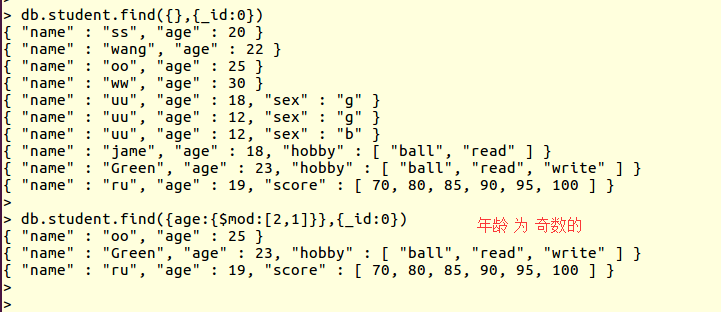 > db.student.find({},{_id:0})
{ "name" : "ss", "age" : 20 }
{ "name" : "wang", "age" : 22 }
{ "name" : "oo", "age" : 25 }
{ "name" : "ww", "age" : 30 }
{ "name" : "uu", "age" : 18, "sex" : "g" }
{ "name" : "uu", "age" : 12, "sex" : "g" }
{ "name" : "uu", "age" : 12, "sex" : "b" }
{ "name" : "jame", "age" : 18, "hobby" : [ "ball", "read" ] }
{ "name" : "Green", "age" : 23, "hobby" : [ "ball", "read", "write" ] }
{ "name" : "ru", "age" : 19, "score" : [ 70, 80, 85, 90, 95, 100 ] }
>
> db.student.find({age:{$mod:[2,1]}},{_id:0})
年龄 为 奇数的
{ "name" : "oo", "age" : 25 }
{ "name" : "Green", "age" : 23, "hobby" : [ "ball", "read", "write" ] }
{ "name" : "ru", "age" : 19, "score" : [ 70, 80, 85, 90, 95, 100 ] }
>
>
>